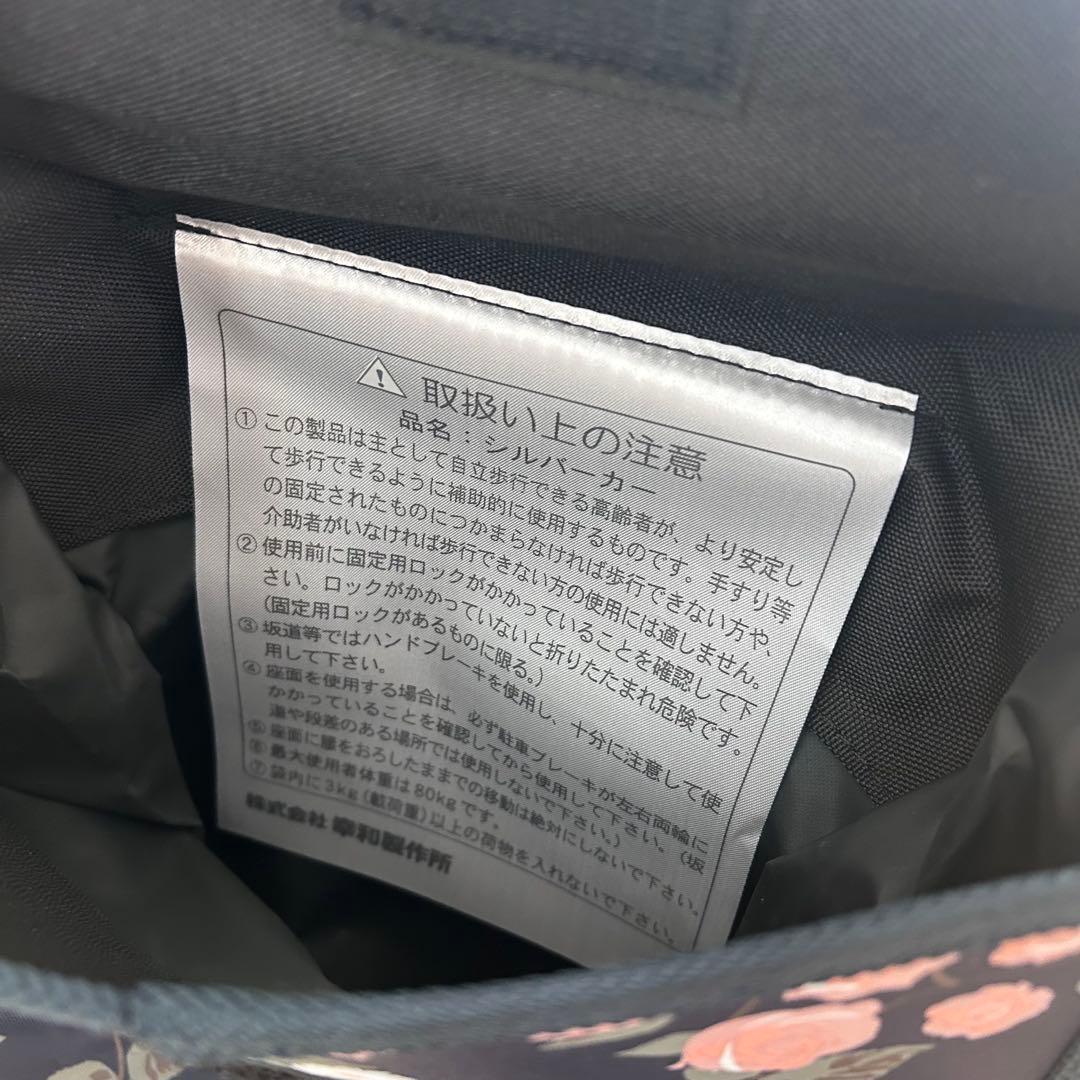 取扱い上の注意
品名：シルバーカー
① この製品は主として自立歩行できる高齢者が、より安定し
て歩行できるように補助的に使用するものです。手すり等
の固定されたものにつかまらなければ歩行できない方や、
介助者がいなければ歩行できない方の使用には適しません。
② 使用前に固定用ロックがかかっていることを確認して下
さい。ロックがかかっていないと折りたたまれ危険です。
(固定用ロックがあるものに限る。)
③ 坂道等ではハンドブレーキを使用し、十分に注意して使
用して下さい。
④ 座面を使用する場合は、必ず駐車ブレーキが左右両輪に
かかっていることを確認してから使用して下さい。(坂
道や段差のある場所では使用しないで下さい。)
⑤ 座面に腰をおろしたままでの移動は絶対にしないで下さい。
⑥ 最大使用者体重は80kgです。
⑦ 袋内に3kg(載荷重)以上の荷物を入れないで下さい。
株式会社 幸和製作所